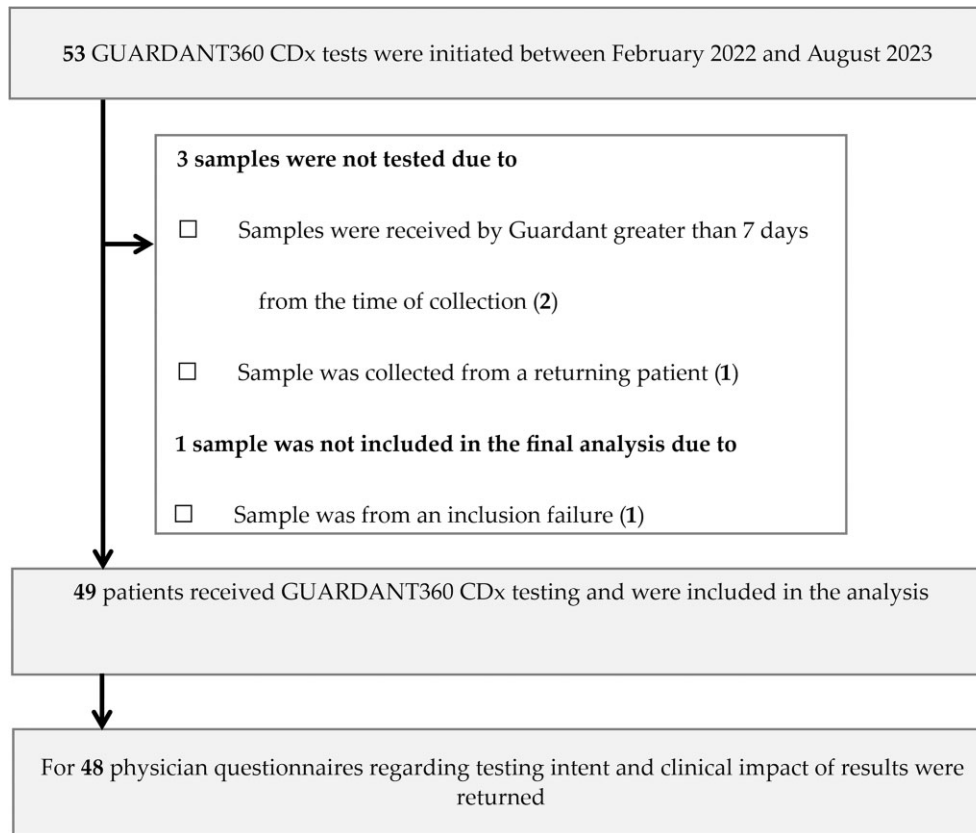 53 GUARDANT360 CDx tests were initiated between February 2022 and August 2023
3 samples were not tested due to
☐ Samples were received by Guardant greater than 7 days
from the time of collection (2)
☐ Sample was collected from a returning patient (1)
1 sample was not included in the final analysis due to
☐ Sample was from an inclusion failure (1)
49 patients received GUARDANT360 CDx testing and were included in the analysis
For 48 physician questionnaires regarding testing intent and clinical impact of results were
returned